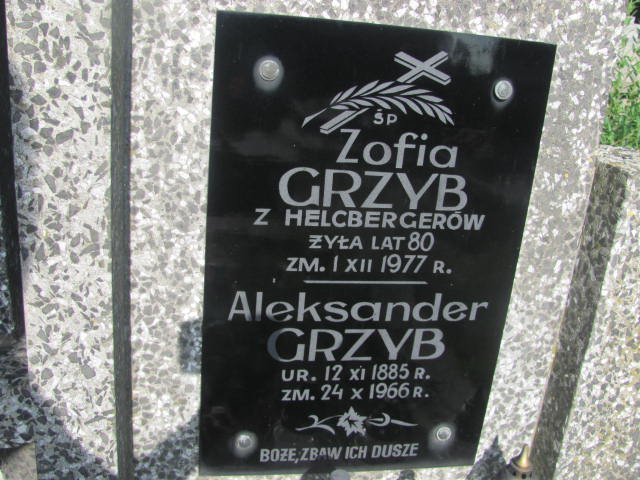 ŚP
Zofia
GRZYB
Z HELCBERGERÓW
ŻYŁA LAT 80
ZM. 1 XII 1977 R.
Aleksander
GRZYB
UR. 12 XI 1885 R.
ZM. 24 X 1966 R.
BOŻE, ZBAW ICH DUSZE